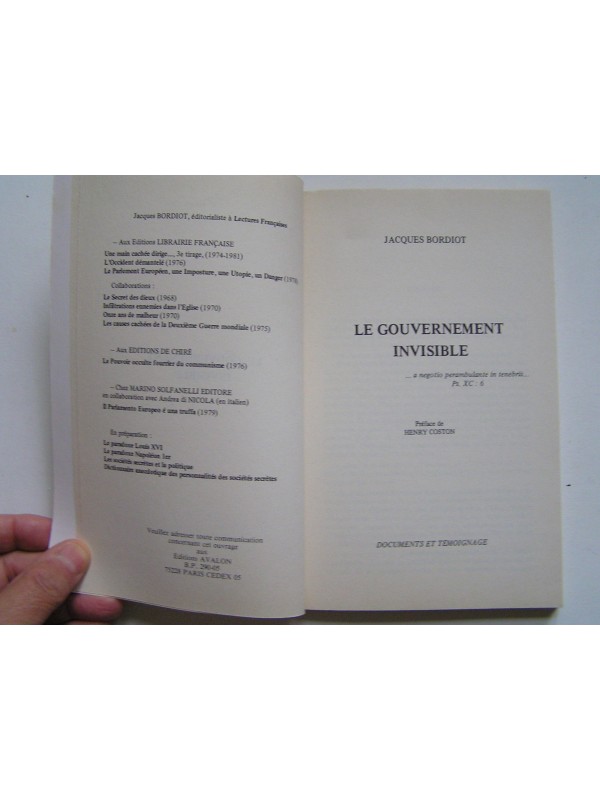 Jacques BORDIOT, éditorialiste à Lectures Françaises
— Aux Editions LIBRAIRIE FRANÇAISE
Une main cachée dirige..., 3e tirage, (1974-1981)
L'Occident démantelé (1976)
Le Parlement Européen, une Imposture, une Utopie, un Danger
Collaborations :
Le Secret des dieux (1968)
Infiltrations ennemies dans l'Eglise (1970)
Onze ans de malheur (1970)
Les causes cachées de la Deuxième Guerre mondiale (1975)
— Aux EDITIONS DE CHIRÉ
Le Pouvoir occulte fourrier du communisme (1976)
— Chez MARINO SOLFANELLI EDITORE
en collaboration avec Andrea di NICOLA (en italien)
Il Parlamento Europeo é una truffa (1979)
En préparation :
Le paradoxe Louis XVI
Le paradoxe Napoléon 1er
Les sociétés secrètes et la politique
Dictionnaire anecdotique des personnalités des sociétés secrètes
Veuillez adresser toute communication
concernant cet ouvrage
aux
Editions AVALON
B.P. 290-05
75228 PARIS CEDEX 05
JACQUES BORDIOT
LE GOUVERNEMENT
INVISIBLE
... a negotio perambulante in tenebris...
Ps. XC : 6
Préface de
HENRY COSTON
DOCUMENTS ET TÉMOIGNAGE